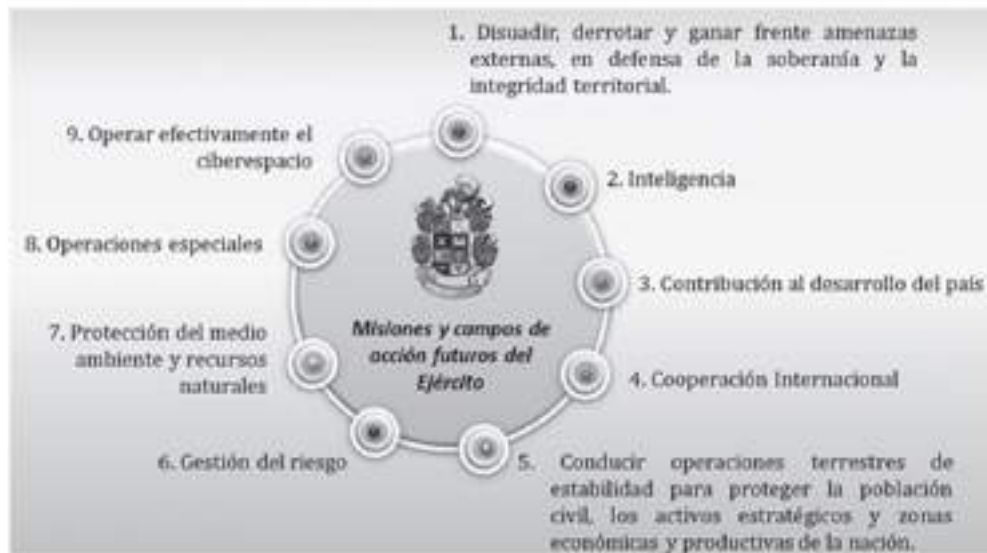 1. Disuadir, derrotar y ganar frente amenazas
externas, en defensa de la soberanía y la
integridad territorial.
2. Inteligencia
3. Contribución al desarrollo del país
4. Cooperación Internacional
5. Conducir operaciones terrestres de
estabilidad para proteger la población
civil, los activos estratégicos y zonas
económicas y productivas de la nación.
6. Gestión del riesgo
7. Protección del medio
ambiente y recursos
naturales
8. Operaciones especiales
9. Operar efectivamente el
ciberespacio
Misiones y campos de
acción futuros del
Ejército